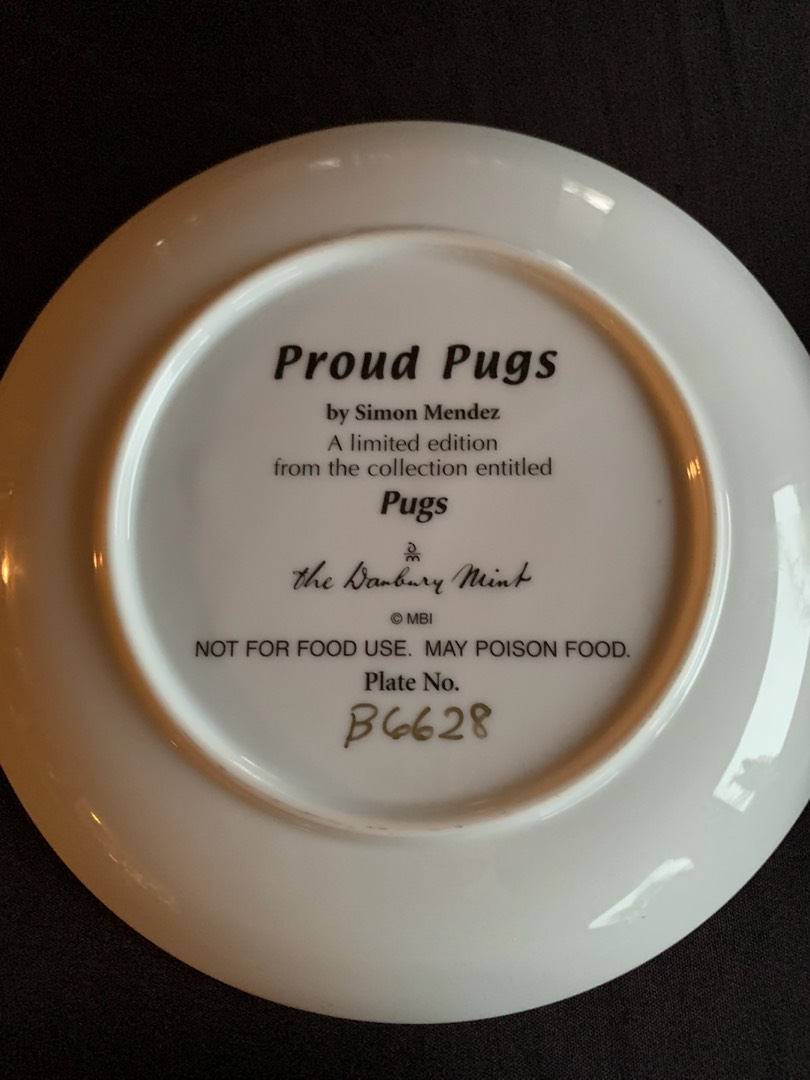 Proud Pugs
by Simon Mendez
A limited edition
from the collection entitled
Pugs
the Danbury Mint
© MBI
NOT FOR FOOD USE. MAY POISON FOOD.
Plate No.
B6628